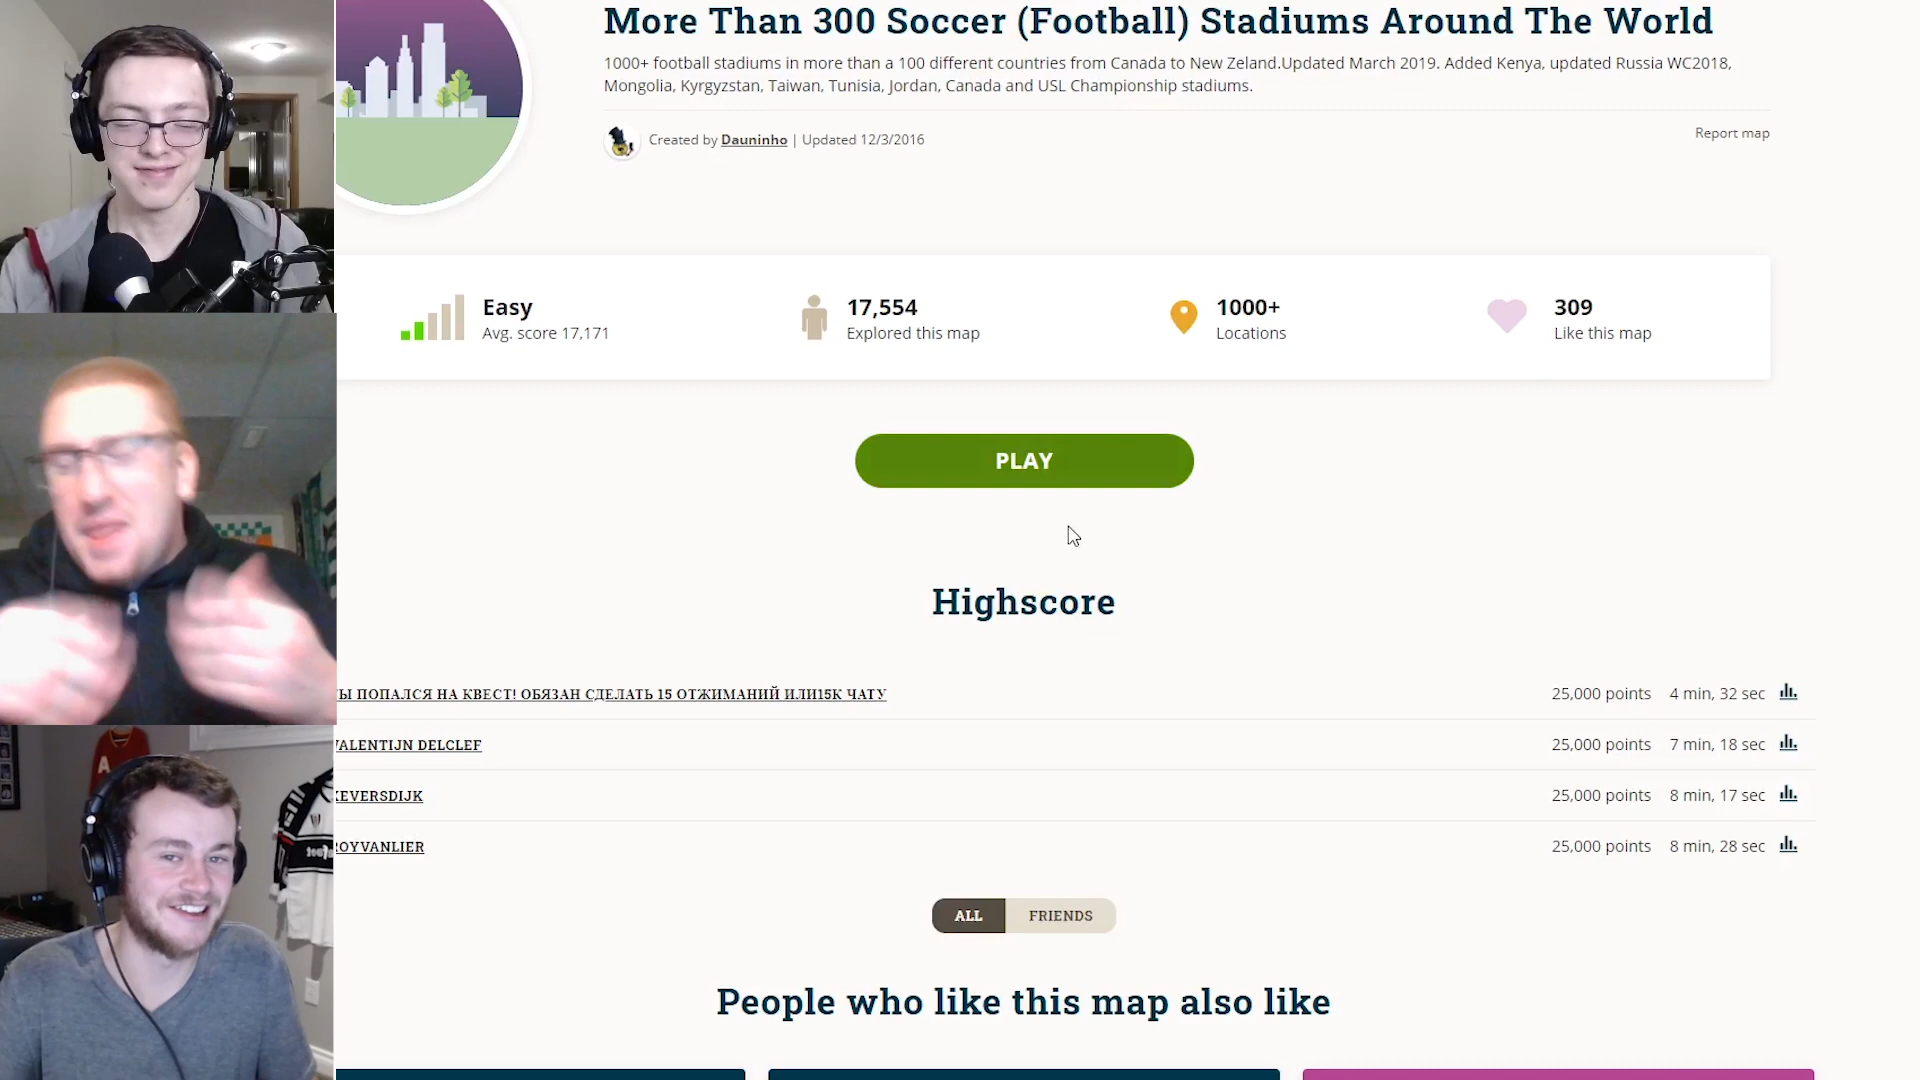 More Than 300 Soccer (Football) Stadiums Around The World
1000+ football stadiums in more than a 100 different countries from Canada to New Zeland.Updated March 2019. Added Kenya, updated Russia WC2018,
Mongolia, Kyrgyzstan, Taiwan, Tunisia, Jordan, Canada and USL Championship stadiums.
Created by Dauninho | Updated 12/3/2016
Report map
Easy
Avg. score 17,171
17,554
Explored this map
1000+
Locations
309
Like this map
PLAY
Highscore
ТЫ ПОПАЛСЯ НА КВЕСТ! ОБЯЗАН СДЕЛАТЬ 15 ОТЖИМАНИЙ ИЛИ15К ЧАТУ 25,000 points 4 min, 32 sec
VALENTIJN DELCLEF 25,000 points 7 min, 18 sec
KEVERSDIJK 25,000 points 8 min, 17 sec
ROYVANLIER 25,000 points 8 min, 28 sec
ALL FRIENDS
People who like this map also like
A